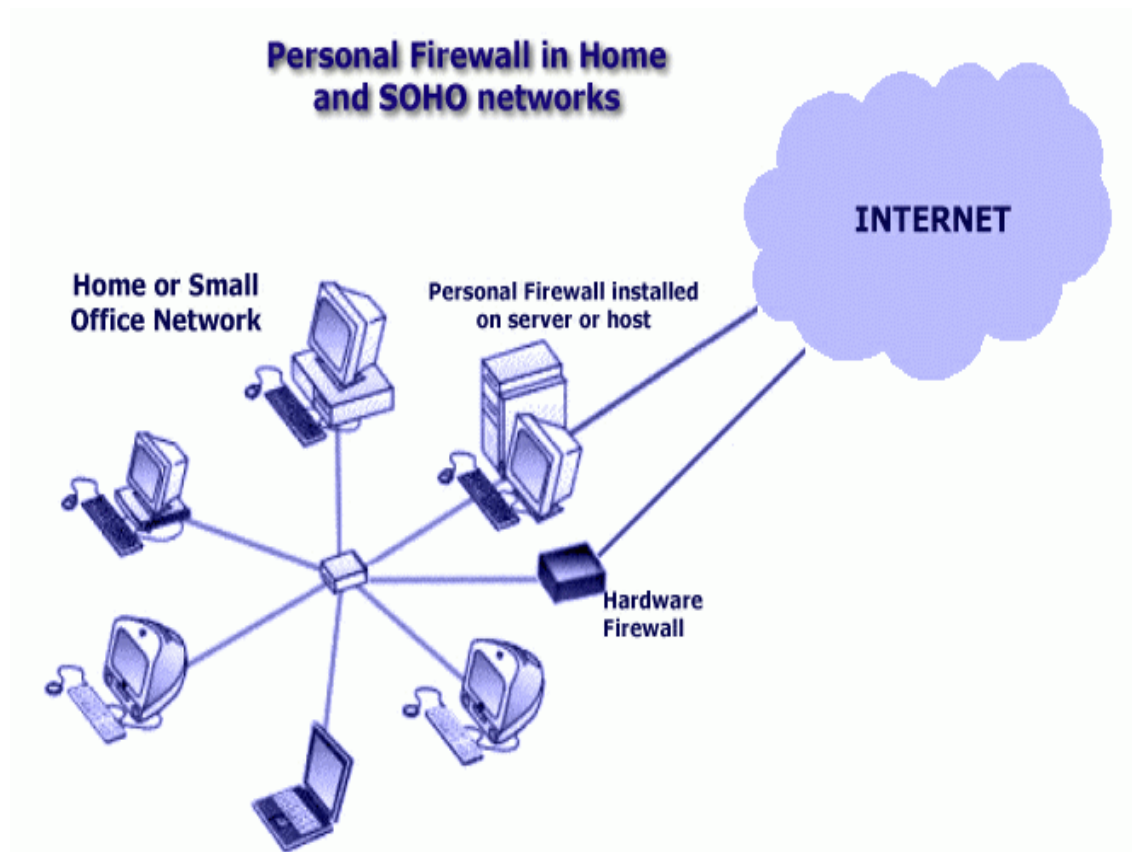 Personal Firewall in Home
and SOHO networks
INTERNET
Home or Small
Office Network
Personal Firewall installed
on server or host
Hardware
Firewall